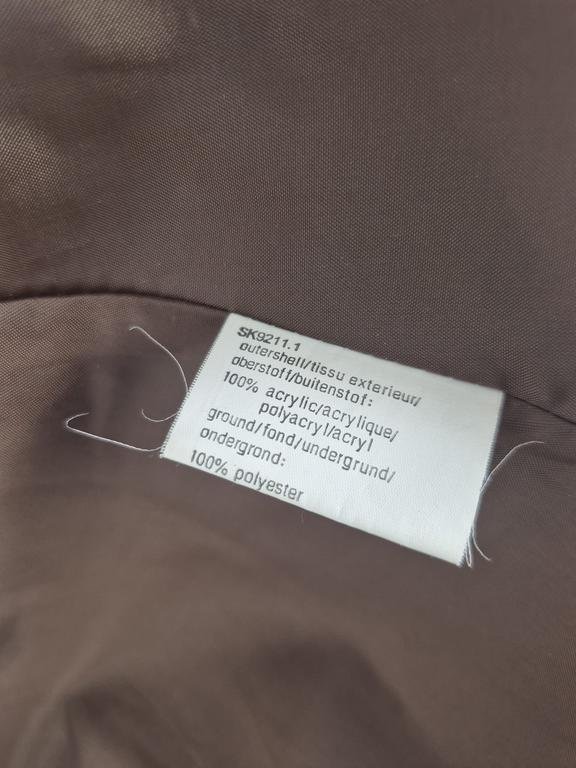 SK9211.1
outershell/tissu exterieur/
oberstoff/buitenstof:
100% acrylic/acrylique/
polyacryl/acryl
ground/fond/undergrund/
ondergrond:
100% polyester